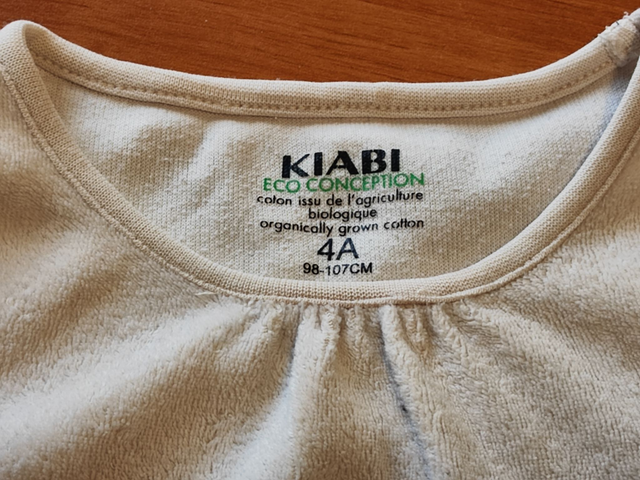 KIABI
ECO CONCEPTION
coton issu de l'agriculture
biologique
organically grown cotton
4A
98-107CM